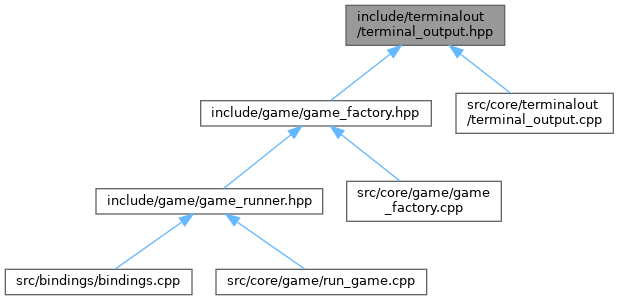 include/terminalout
/terminal_output.hpp
include/game/game_factory.hpp
src/core/terminalout
/terminal_output.cpp
include/game/game_runner.hpp
src/core/game/game
_factory.cpp
src/bindings/bindings.cpp
src/core/game/run_game.cpp